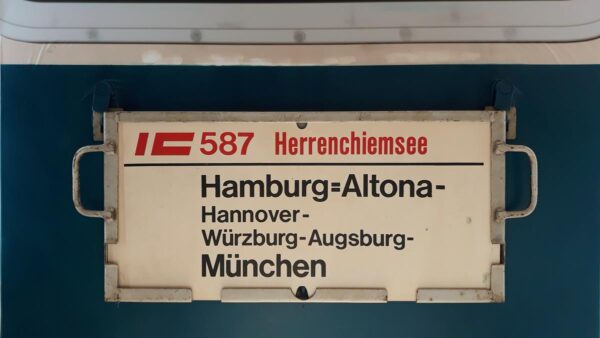 IC 587 Herrenchiemsee
Hamburg=Altona-
Hannover-
Würzburg-Augsburg-
München